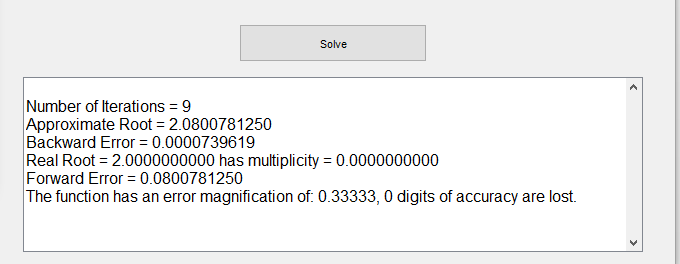 Solve
Number of Iterations = 9
Approximate Root = 2.0800781250
Backward Error = 0.0000739619
Real Root = 2.0000000000 has multiplicity = 0.0000000000
Forward Error = 0.0800781250
The function has an error magnification of: 0.33333, 0 digits of accuracy are lost.